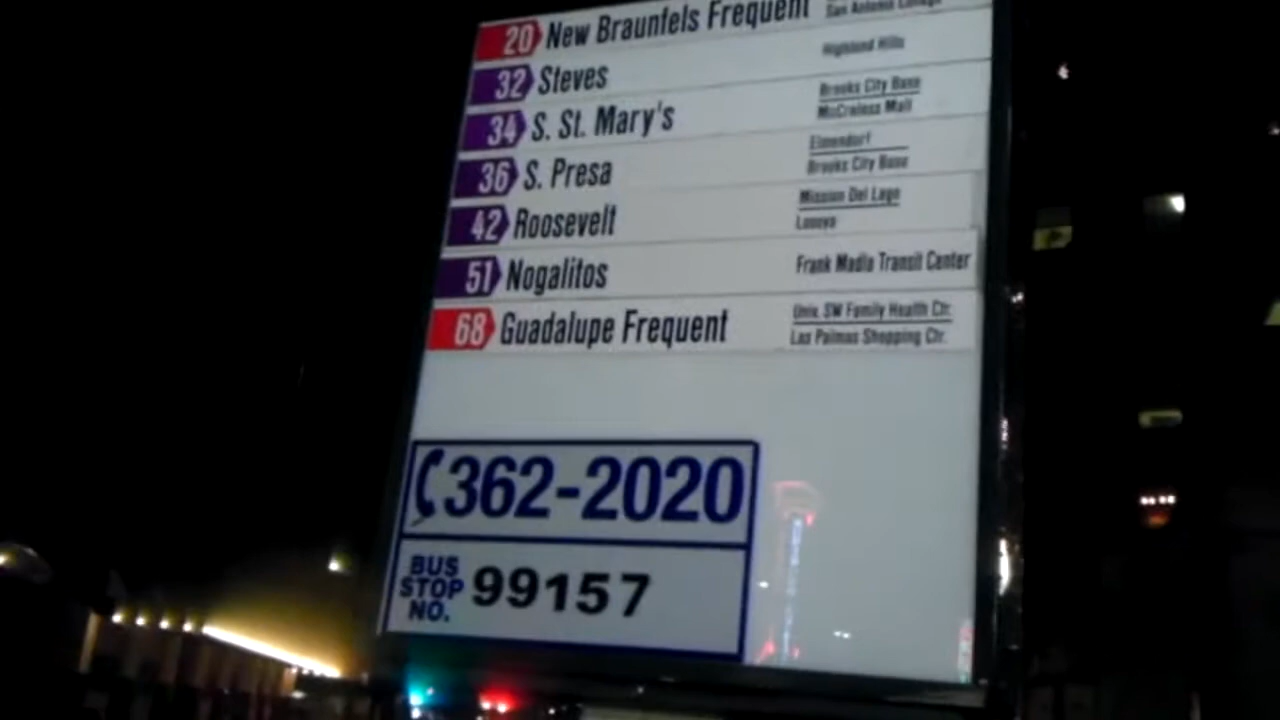 20 New Braunfels Frequent San Antonio College
Highland Hills
32 Steves
Brooks City Base
34 S. St. Mary's McCreless Mall
Elmendorf
36 S. Presa Brooks City Base
Mission Del Lago
42 Roosevelt Losoya
51 Nogalitos Frank Madla Transit Center
Univ. SW Family Health Ctr.
68 Guadalupe Frequent Las Palmas Shopping Ctr.
362-2020
BUS
STOP 99157
NO.